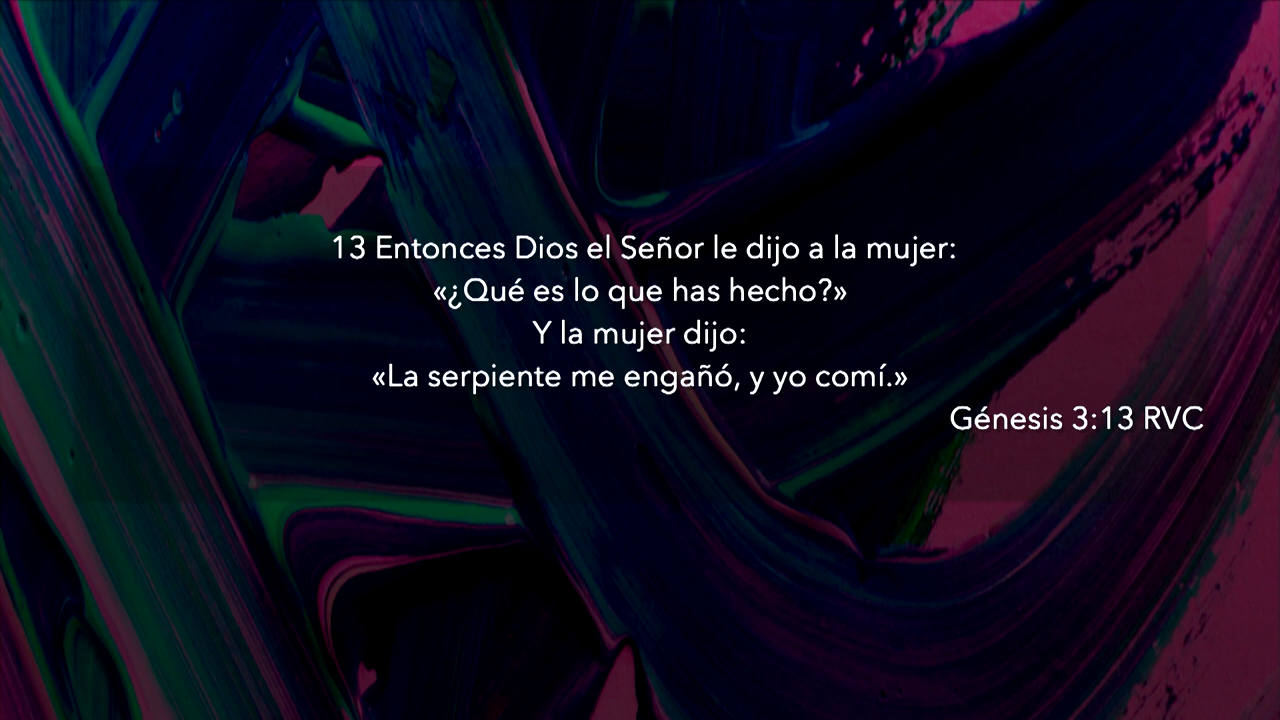 13 Entonces Dios el Señor le dijo a la mujer:
«¿Qué es lo que has hecho?»
Y la mujer dijo:
«La serpiente me engañó, y yo comí.»
Génesis 3:13 RVC